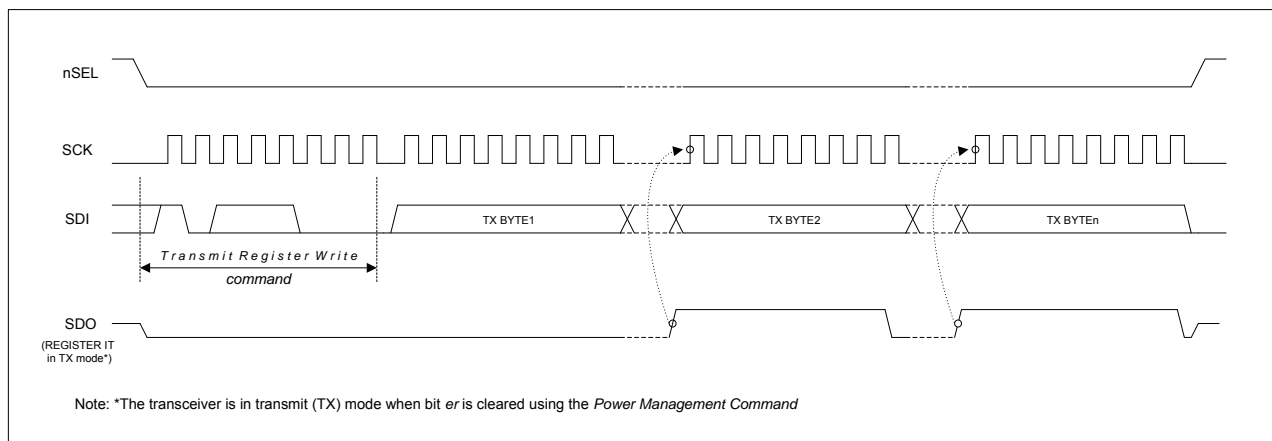 nSEL
SCK
SDI
TX BYTE1
TX BYTE2
TX BYTEn
Transmit Register Write
command
SDO
(REGISTER IT
in TX mode*)
Note: *The transceiver is in transmit (TX) mode when bit er is cleared using the Power Management Command